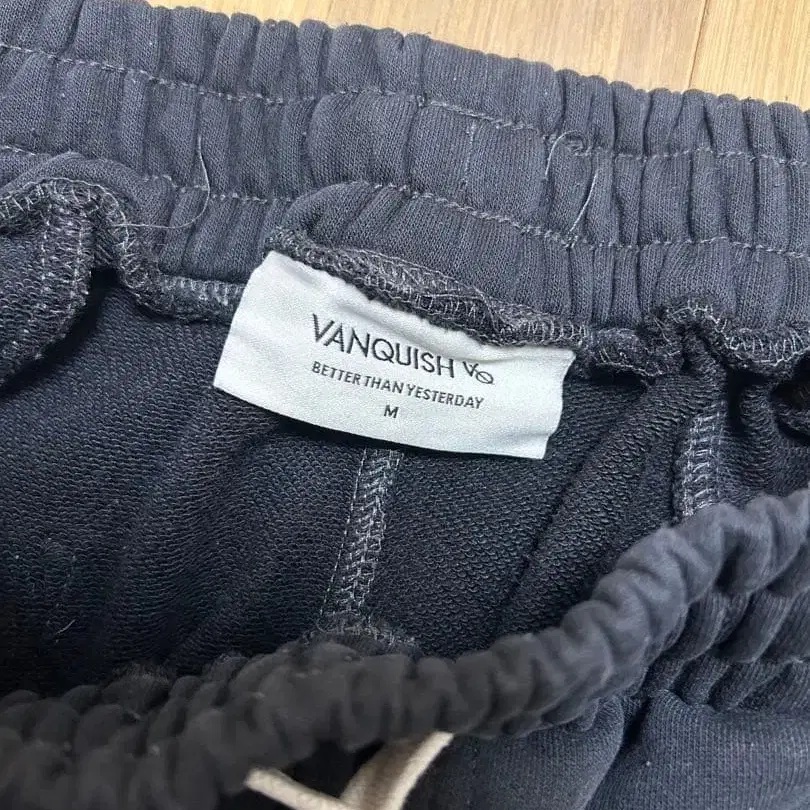 VANQUISH VQ
BETTER THAN YESTERDAY
M